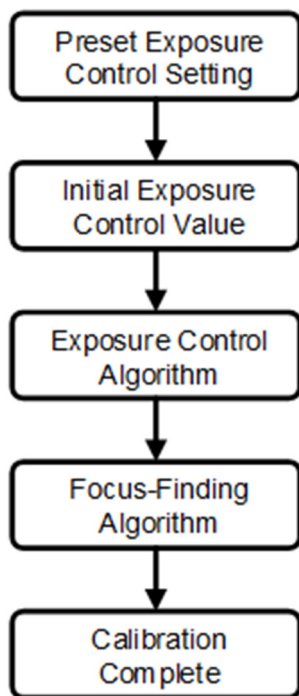 Preset Exposure
Control Setting
Initial Exposure
Control Value
Exposure Control
Algorithm
Focus-Finding
Algorithm
Calibration
Complete